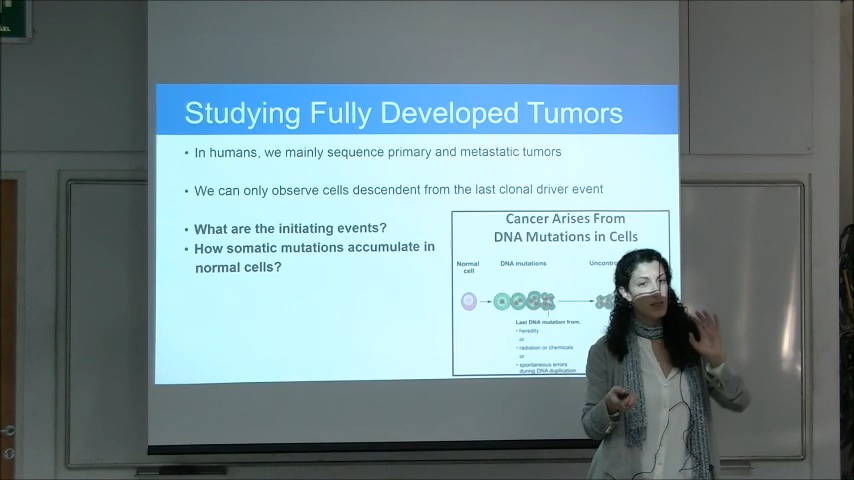 Studying Fully Developed Tumors
• In humans, we mainly sequence primary and metastatic tumors
• We can only observe cells descendent from the last clonal driver event
• What are the initiating events?
• How somatic mutations accumulate in
normal cells?
Cancer Arises From
DNA Mutations in Cells
Normal
cell
DNA mutations
Last DNA mutation from:
• heredity
or
• radiation or chemicals
or
• spontaneous errors
during DNA duplication